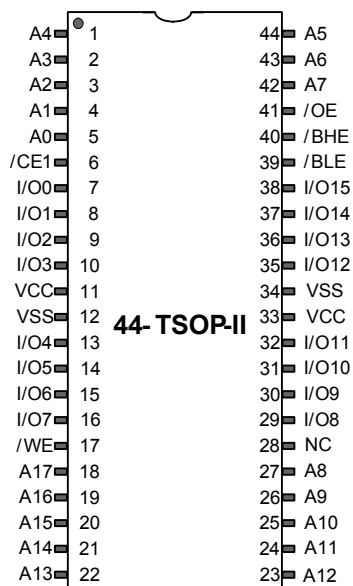 A4 1 44 A5
A3 2 43 A6
A2 3 42 A7
A1 4 41 /OE
A0 5 40 /BHE
/CE1 6 39 /BLE
I/O0 7 38 I/O15
I/O1 8 37 I/O14
I/O2 9 36 I/O13
I/O3 10 35 I/O12
VCC 11 34 VSS
VSS 12 33 VCC
44-TSOP-II
I/O4 13 32 I/O11
I/O5 14 31 I/O10
I/O6 15 30 I/O9
I/O7 16 29 I/O8
/WE 17 28 NC
A17 18 27 A8
A16 19 26 A9
A15 20 25 A10
A14 21 24 A11
A13 22 23 A12